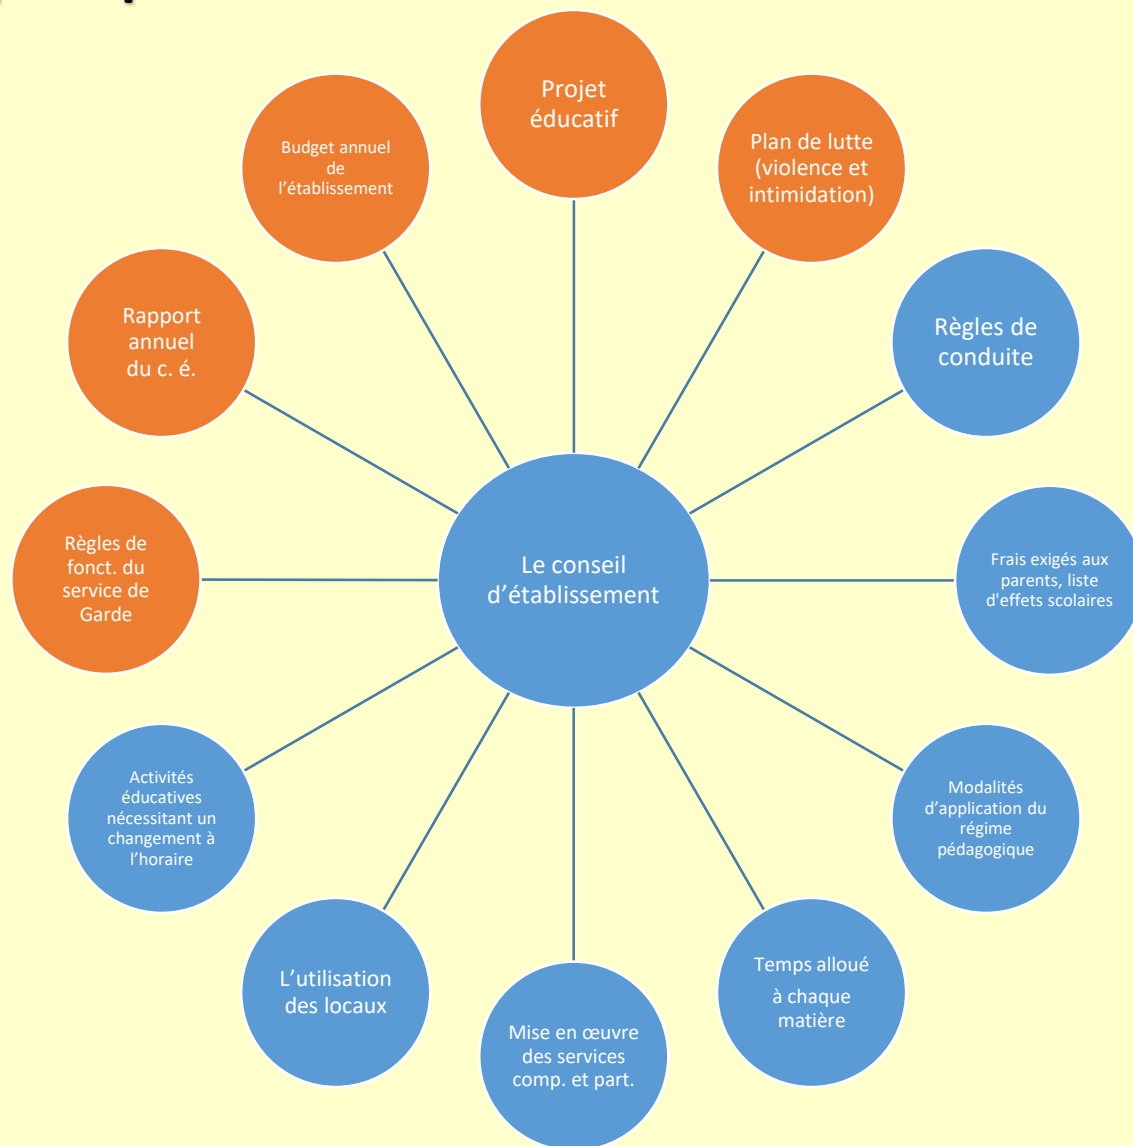 Projet
éducatif
Plan de lutte
(violence et
intimidation)
Règles de
conduite
Frais exigés aux
parents, liste
d'effets scolaires
Modalités
d’application du
régime
pédagogique
Temps alloué
à chaque
matière
Mise en œuvre
des services
comp. et part.
L’utilisation
des locaux
Activités
éducatives
nécessitant un
changement à
l’horaire
Règles de
fonct. du
service de
Garde
Rapport
annuel
du c. é.
Budget annuel
de
l’établissement
Le conseil
d’établissement